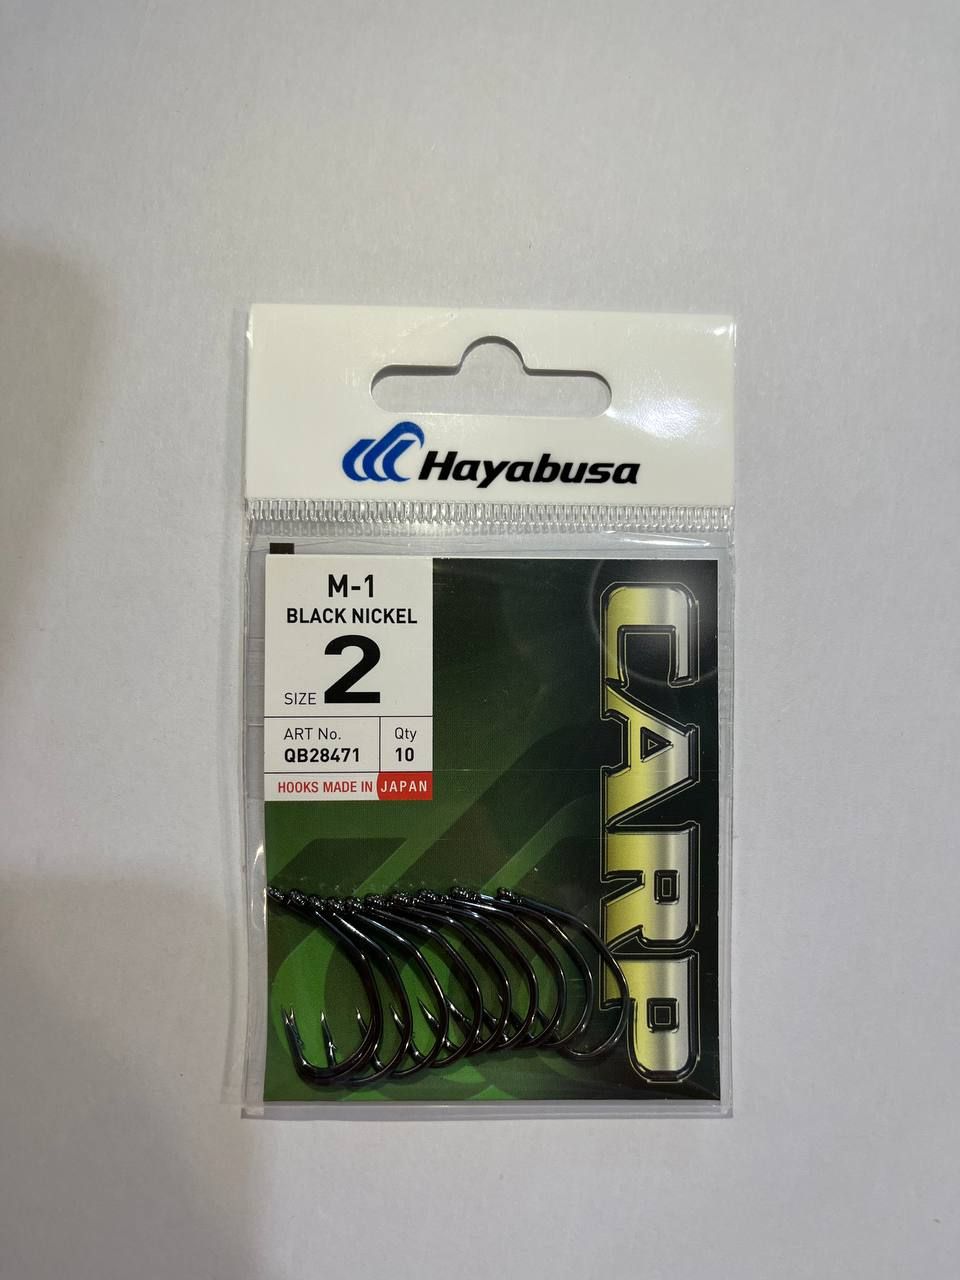 Hayabusa
M-1
BLACK NICKEL
SIZE 2
ART No.
QB28471
Qty
10
HOOKS MADE IN JAPAN
CARP